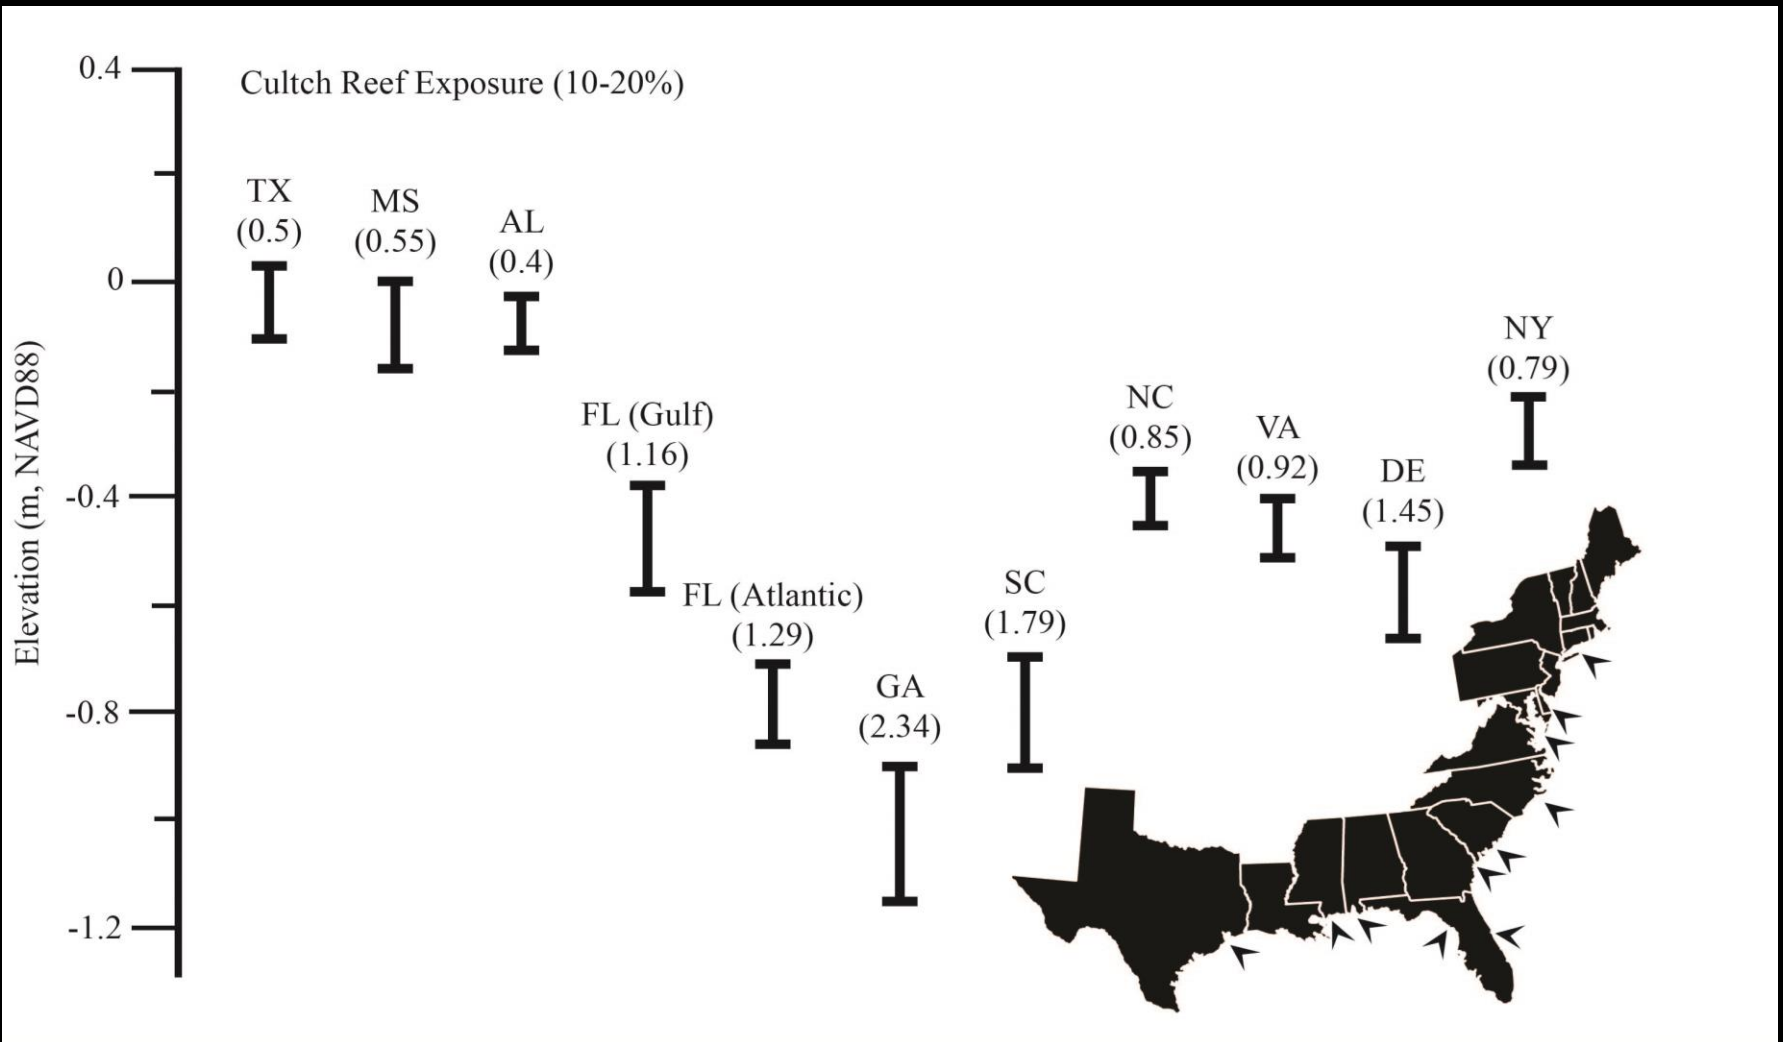 0.4
Cultch Reef Exposure (10-20%)
TX
(0.5)
MS
(0.55)
AL
(0.4)
0
NY
(0.79)
Elevation (m, NAVD88)
NC
(0.85)
FL (Gulf)
(1.16)
VA
(0.92)
DE
(1.45)
-0.4
FL (Atlantic)
(1.29)
SC
(1.79)
GA
(2.34)
-0.8
-1.2